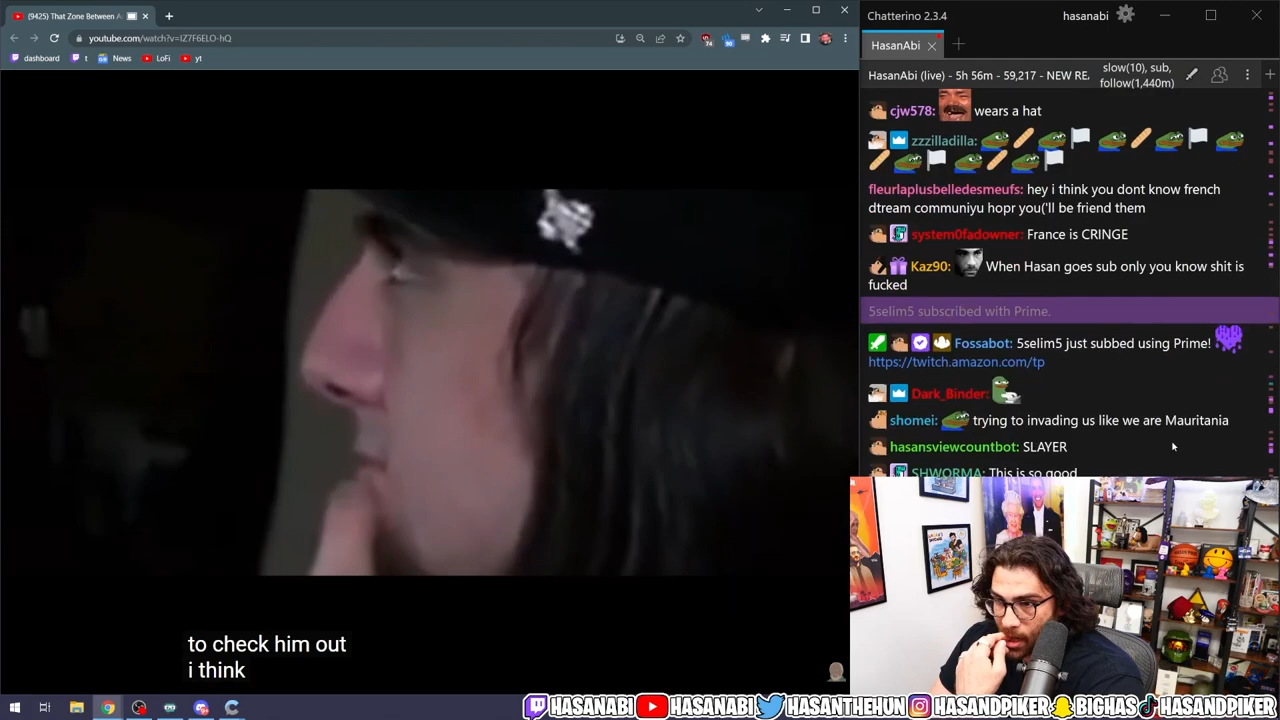 (9425) That Zone Between A
youtube.com/watch?v=IZ7F6ELO-hQ
74
90
dashboard
t
News
LoFi
yt
Chatterino 2.3.4
hasanabi
HasanAbi
HasanAbi (live) - 5h 56m - 59,217 - NEW RE
slow(10), sub,
follow(1,440m)
cjw578: wears a hat
zzzilladilla:
fleurlaplusbelledesmeufs: hey i think you dont know french
dtream communiyu hopr you('ll be friend them
system0fadowner: France is CRINGE
Kaz90: When Hasan goes sub only you know shit is
fucked
5selim5 subscribed with Prime.
Fossabot: 5selim5 just subbed using Prime!
https://twitch.amazon.com/tp
Dark_Binder:
shomei: trying to invading us like we are Mauritania
hasansviewcountbot: SLAYER
SHWORMA: This is so good
to check him out
i think
HASANABI HASANABI HASANTHEHUN HASANDPIKER BIGHAS HASANDPIKER